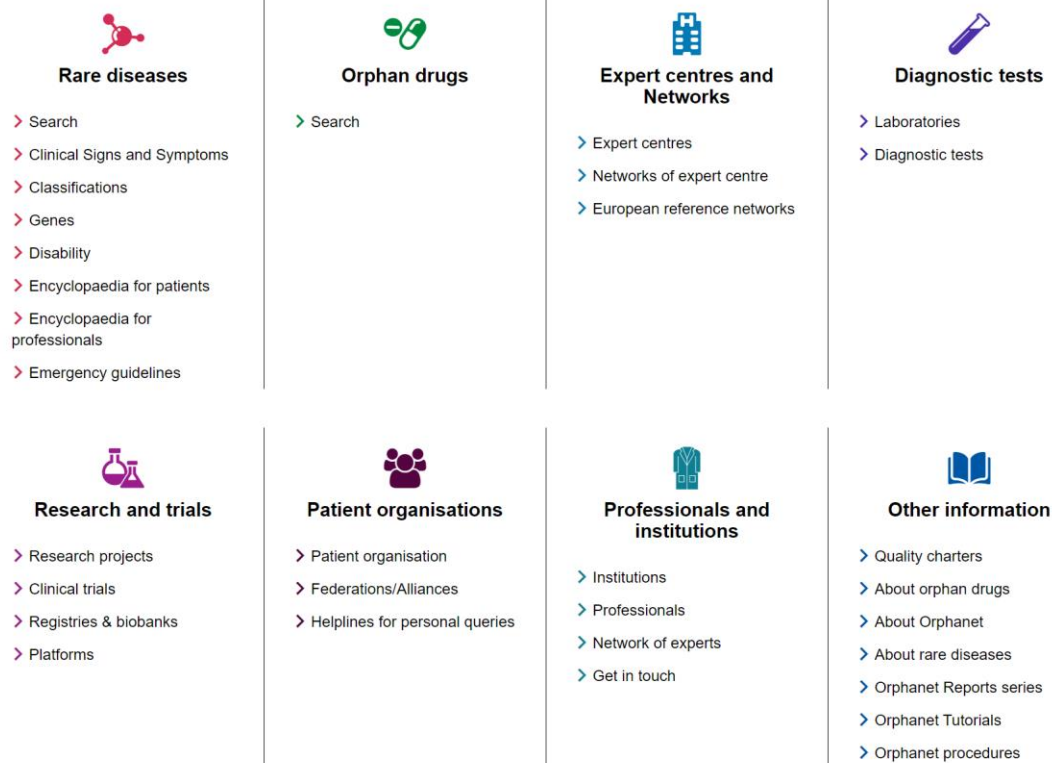 Rare diseases
Search
Clinical Signs and Symptoms
Classifications
Genes
Disability
Encyclopaedia for patients
Encyclopaedia for
professionals
Emergency guidelines
Orphan drugs
Search
Expert centres and
Networks
Expert centres
Networks of expert centre
European reference networks
Diagnostic tests
Laboratories
Diagnostic tests
Research and trials
Research projects
Clinical trials
Registries & biobanks
Platforms
Patient organisations
Patient organisation
Federations/Alliances
Helplines for personal queries
Professionals and
institutions
Institutions
Professionals
Network of experts
Get in touch
Other information
Quality charters
About orphan drugs
About Orphanet
About rare diseases
Orphanet Reports series
Orphanet Tutorials
Orphanet procedures